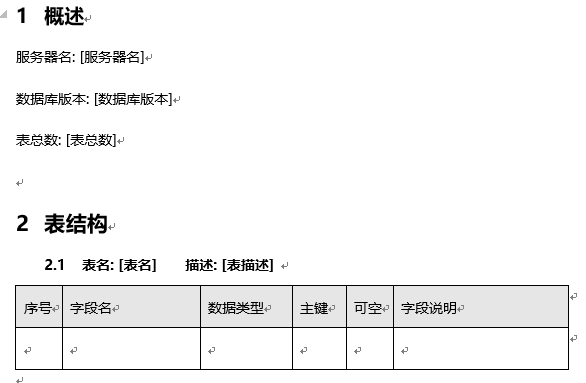 1 概述
服务器名: [服务器名]
数据库版本: [数据库版本]
表总数: [表总数]
2 表结构
2.1 表名: [表名] 描述: [表描述]
序号 字段名 数据类型 主键 可空 字段说明